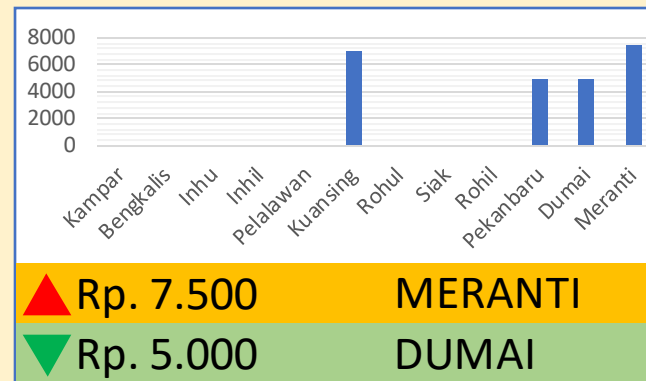 8000
6000
4000
2000
0
Kampar
Bengkalis
Inhu
Inhil
Pelalawan
Kuansing
Rohul
Siak
Rohil
Pekanbaru
Dumai
Meranti
Rp. 7.500 MERANTI
Rp. 5.000 DUMAI